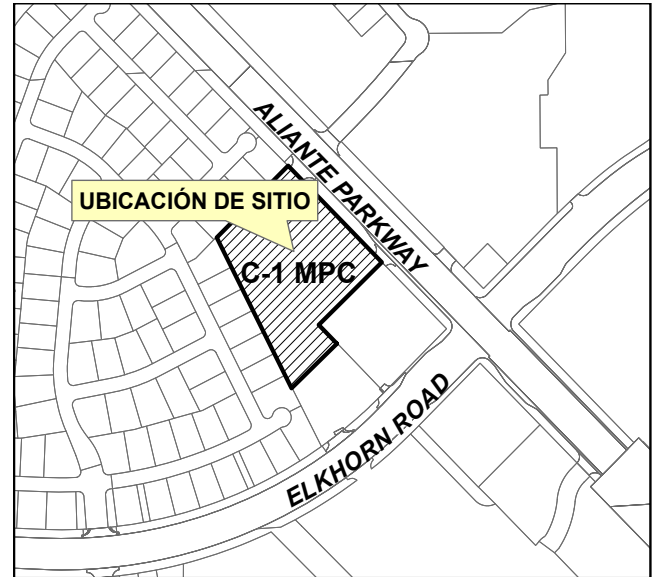 ALIANTE PARKWAY
UBICACIÓN DE SITIO
C-1 MPC
ELKHORN ROAD